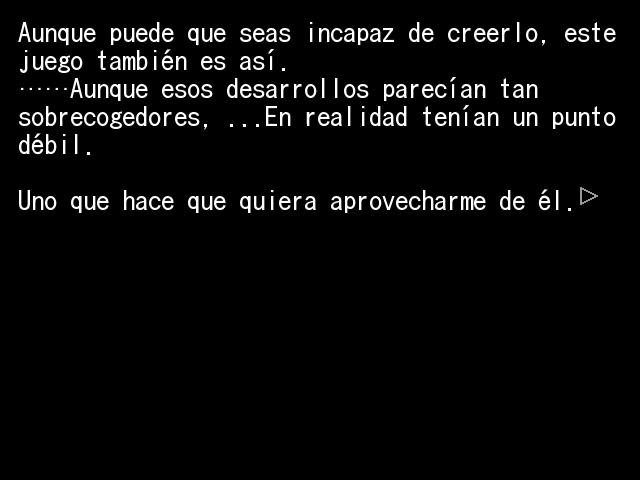 Aunque puede que seas incapaz de creerlo, este
juego también es así.
······Aunque esos desarrollos parecían tan
sobrecogedores, ...En realidad tenían un punto
débil.
Uno que hace que quiera aprovecharme de él.